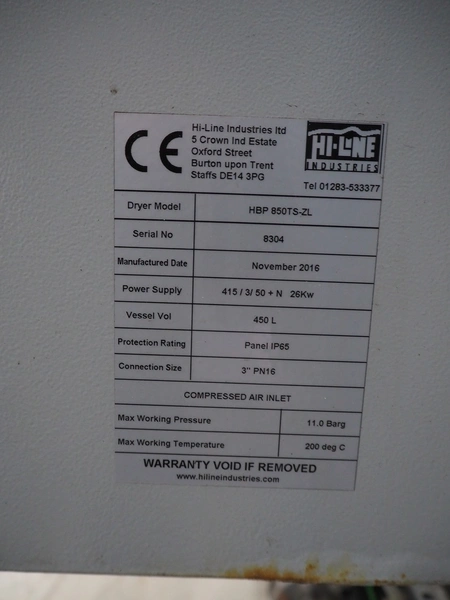 CE
Hi-Line Industries ltd
5 Crown Ind Estate
Oxford Street
Burton upon Trent
Staffs DE14 3PG
HI-LINE
INDUSTRIES
Tel 01283-533377
Dryer Model HBP 850TS-ZL
Serial No 8304
Manufactured Date November 2016
Power Supply 415 / 3/ 50 + N 26Kw
Vessel Vol 450 L
Protection Rating Panel IP65
Connection Size 3" PN16
COMPRESSED AIR INLET
Max Working Pressure 11.0 Barg
Max Working Temperature 200 deg C
WARRANTY VOID IF REMOVED
www.hilineindustries.com